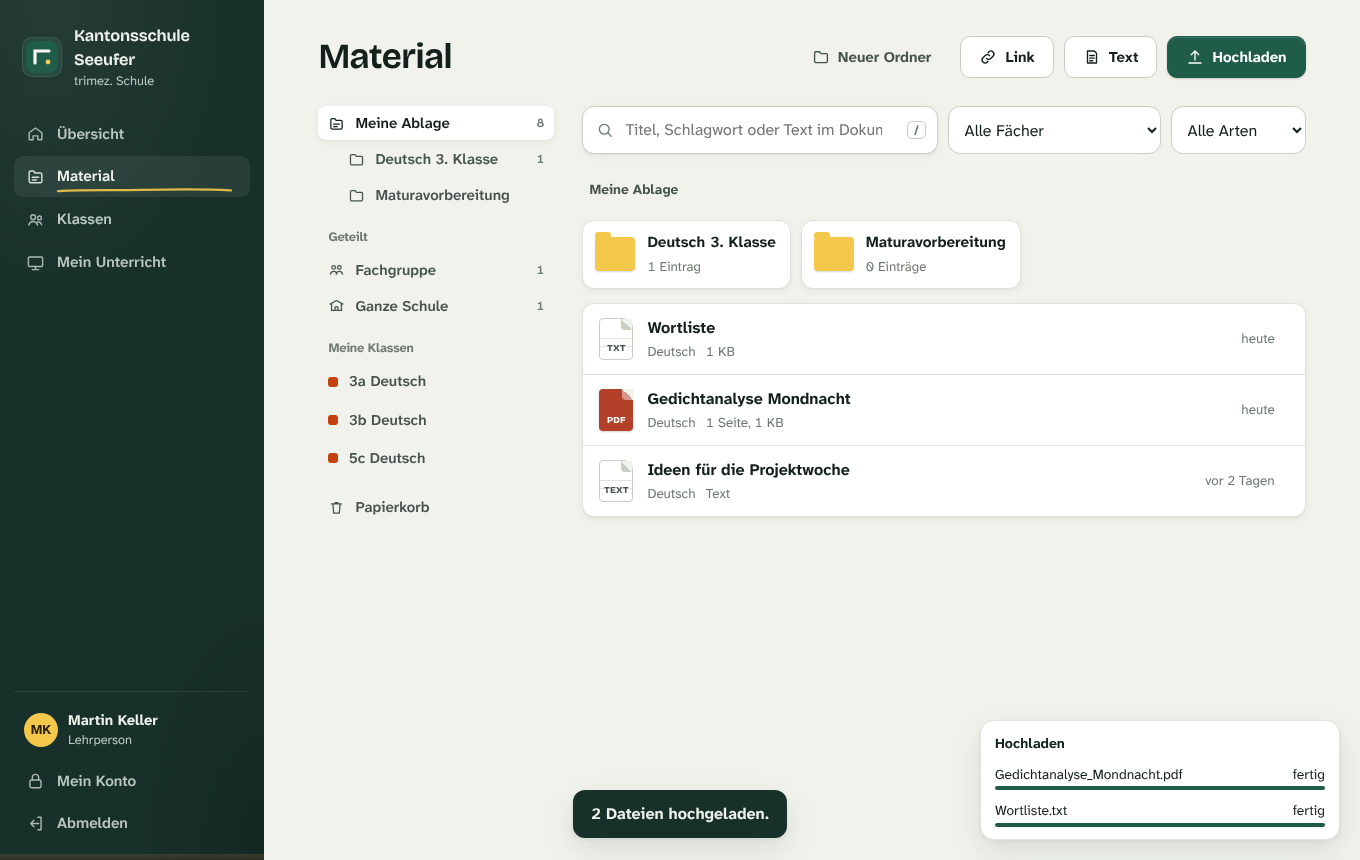 Kantonsschule
Seeufer
trimez. Schule
Übersicht
Material
Klassen
Mein Unterricht
MK
Martin Keller
Lehrperson
Mein Konto
Abmelden
Material
Neuer Ordner
Link
Text
Hochladen
Meine Ablage 8
Deutsch 3. Klasse 1
Maturavorbereitung
Geteilt
Fachgruppe 1
Ganze Schule 1
Meine Klassen
3a Deutsch
3b Deutsch
5c Deutsch
Papierkorb
Titel, Schlagwort oder Text im Dokun /
Alle Fächer
Alle Arten
Meine Ablage
Deutsch 3. Klasse
1 Eintrag
Maturavorbereitung
0 Einträge
TXT
Wortliste
Deutsch 1 KB
heute
PDF
Gedichtanalyse Mondnacht
Deutsch 1 Seite, 1 KB
heute
TEXT
Ideen für die Projektwoche
Deutsch Text
vor 2 Tagen
2 Dateien hochgeladen.
Hochladen
Gedichtanalyse_Mondnacht.pdf fertig
Wortliste.txt fertig